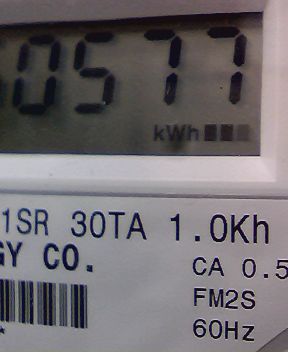 0577
kWh
1SR 30TA 1.0Kh
GY CO.
CA 0.5
FM2S
60Hz